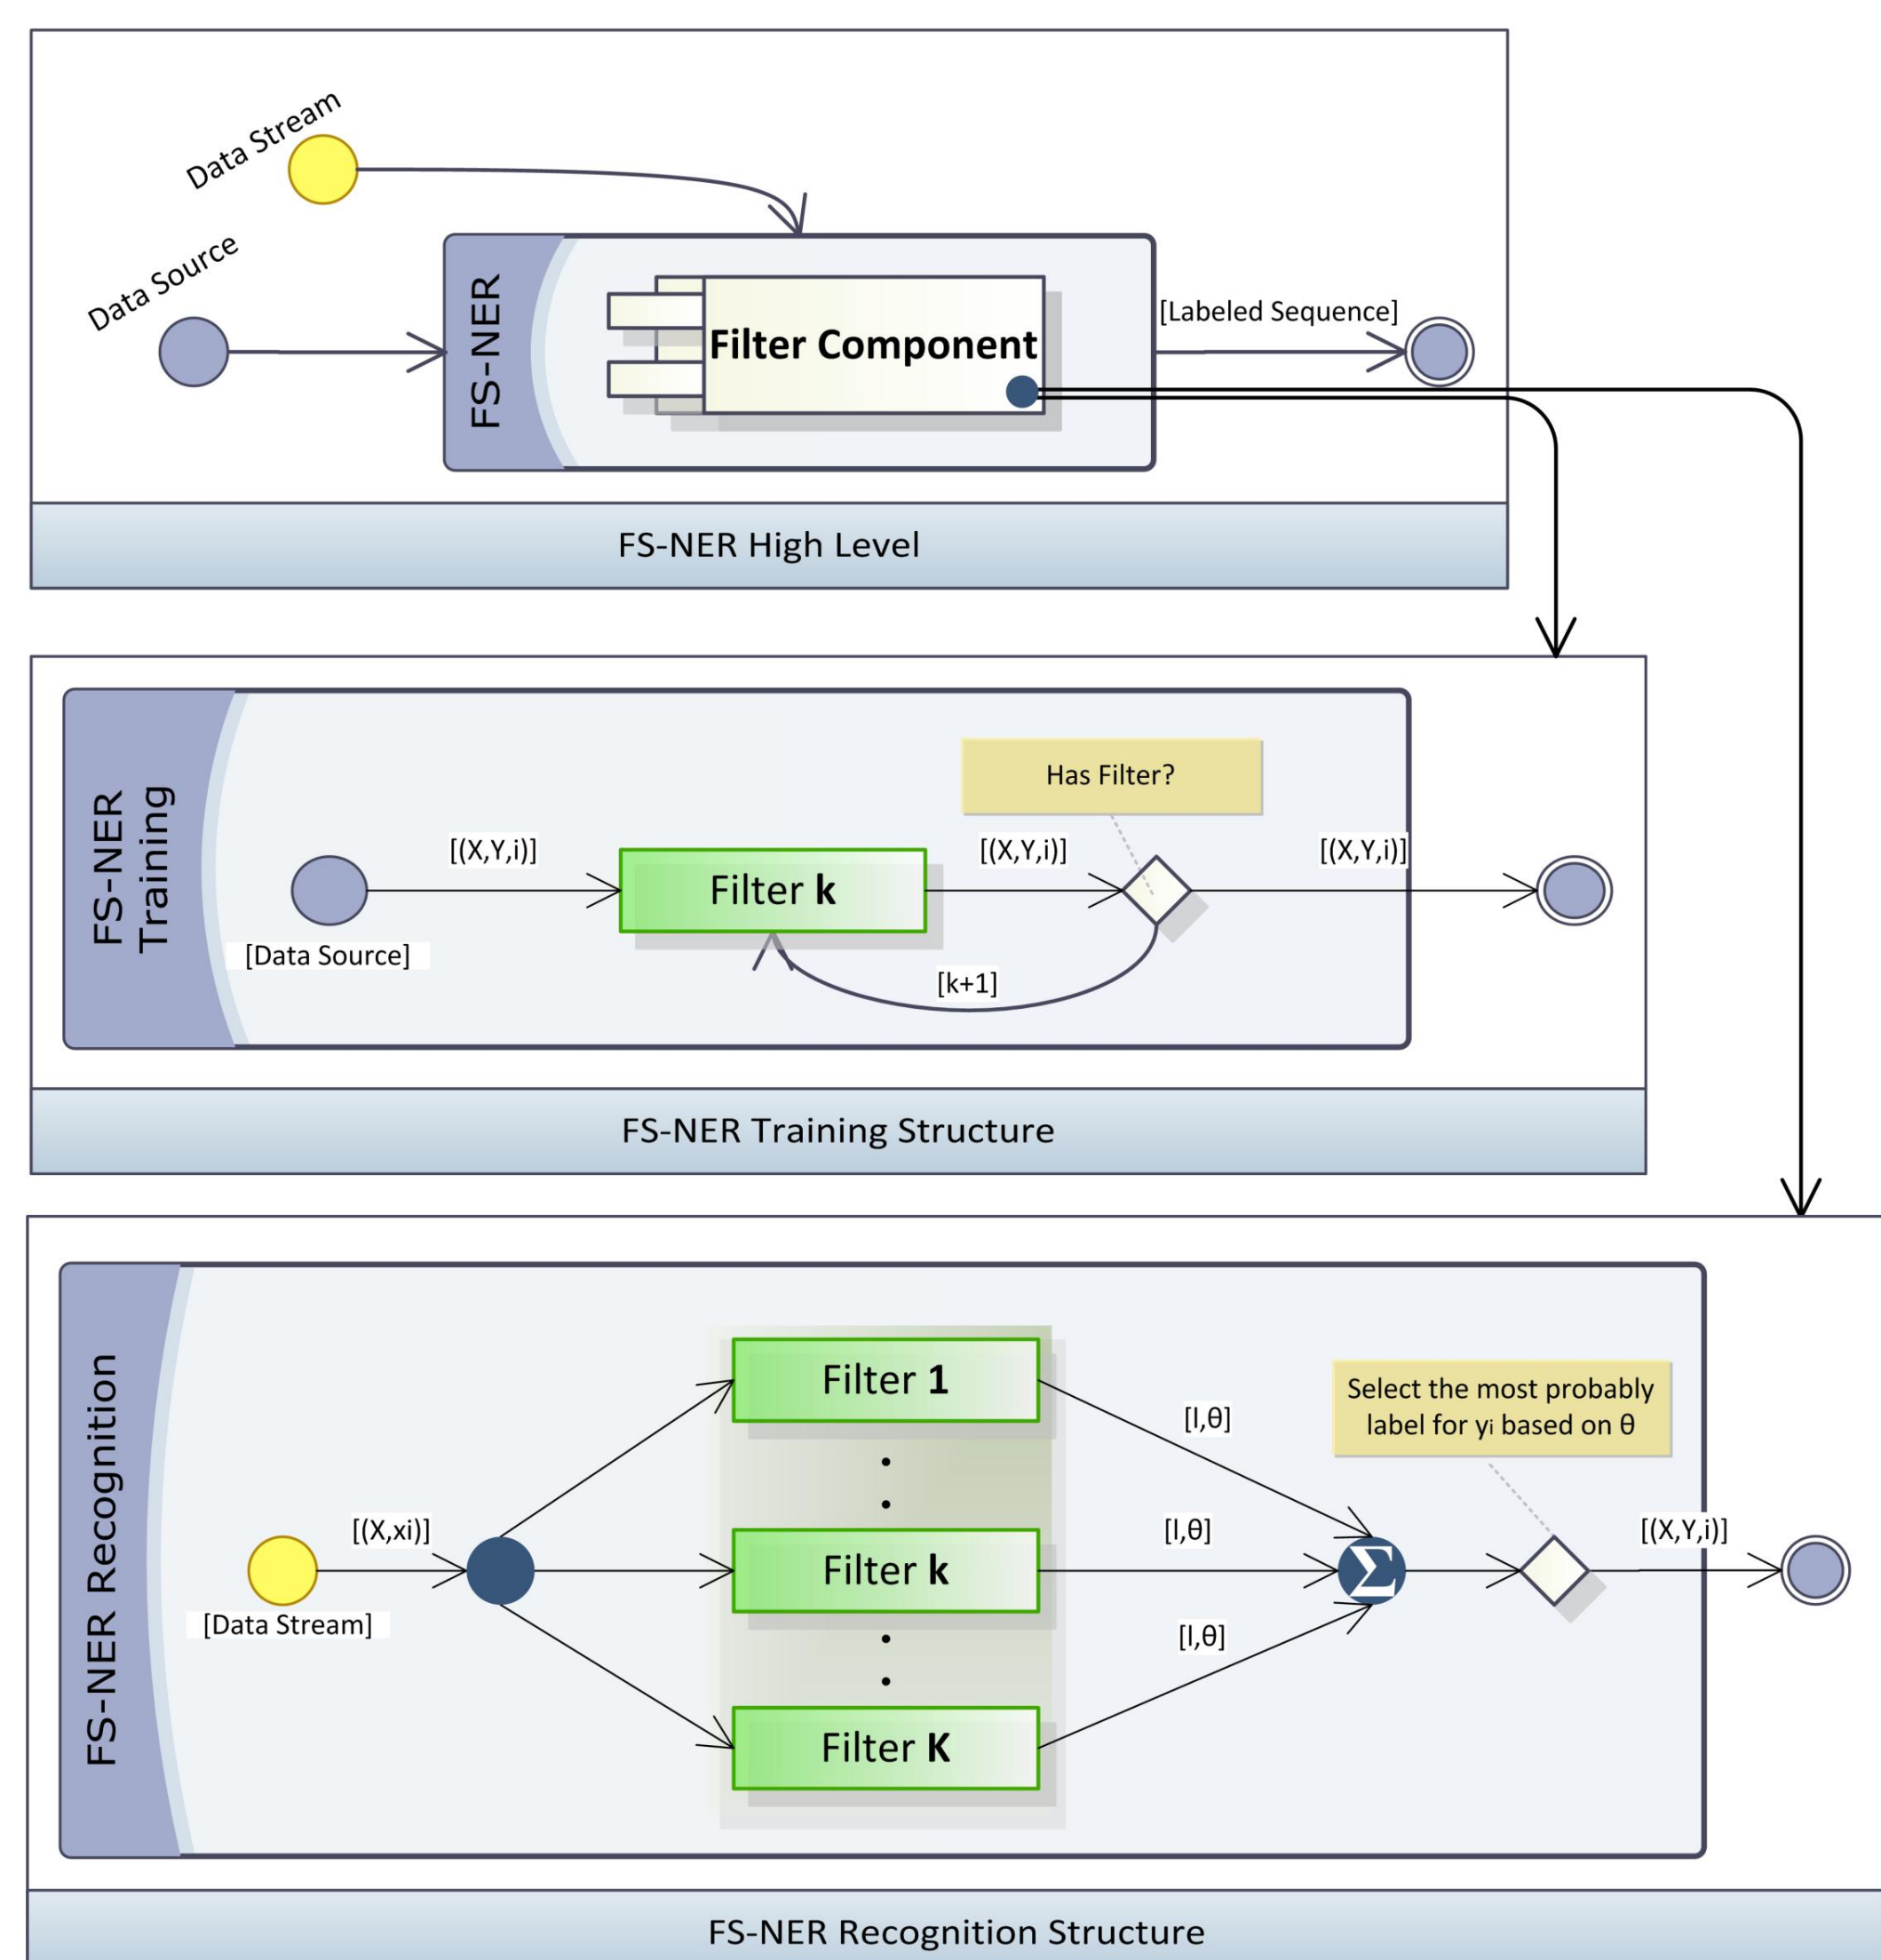 Data Stream
Data Source
FS-NER
Filter Component
[Labeled Sequence]
FS-NER High Level
FS-NER
Training
Has Filter?
[(X,Y,i)]
[(X,Y,i)]
[(X,Y,i)]
Filter k
[Data Source]
[k+1]
FS-NER Training Structure
FS-NER Recognition
Filter 1
[l,θ]
Select the most probably
label for yi based on θ
[(X,xi)]
[l,θ]
[(X,Y,i)]
Filter k
Σ
[Data Stream]
[l,θ]
Filter K
FS-NER Recognition Structure